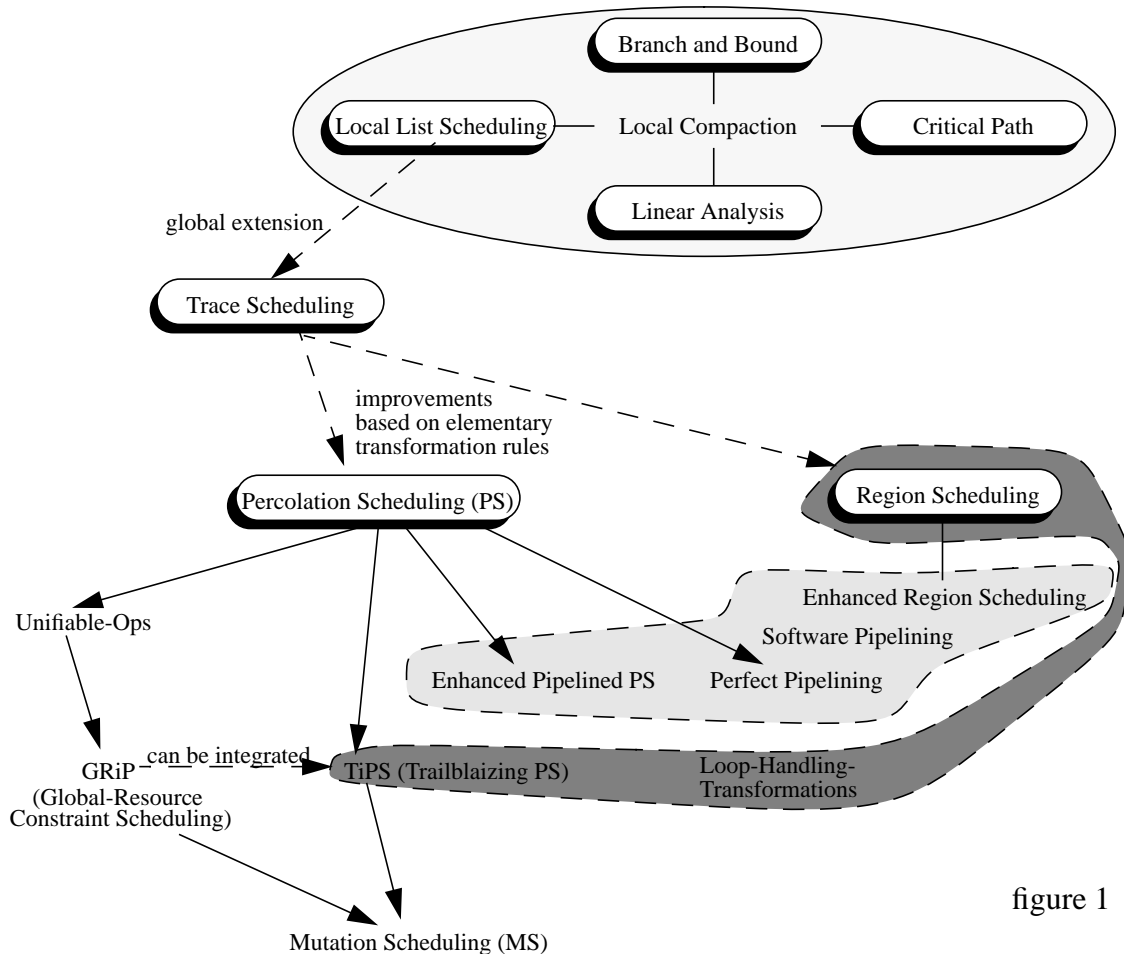 Branch and Bound
Local List Scheduling
Local Compaction
Critical Path
Linear Analysis
global extension
Trace Scheduling
improvements
based on elementary
transformation rules
Percolation Scheduling (PS)
Region Scheduling
Enhanced Region Scheduling
Unifiable-Ops
Software Pipelining
Enhanced Pipelined PS
Perfect Pipelining
can be integrated
GRiP
TiPS (Trailblaizing PS)
Loop-Handling-
Transformations
(Global-Resource
Constraint Scheduling)
figure 1
Mutation Scheduling (MS)